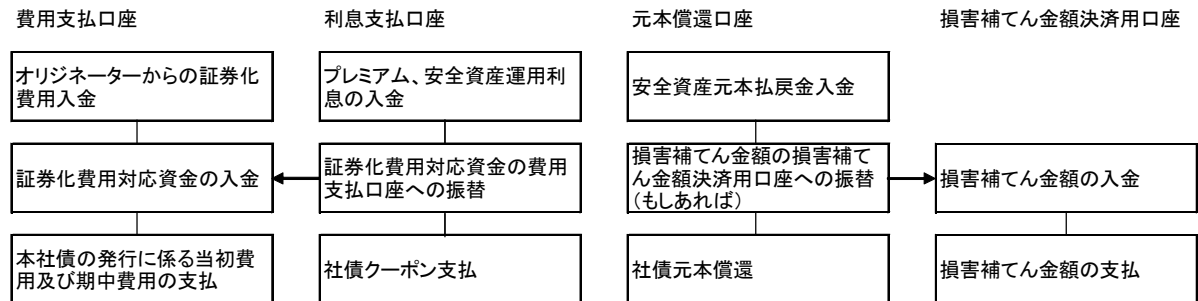 費用支払口座
利息支払口座
元本償還口座
損害補てん金額決済用口座
オリジネーターからの証券化
費用入金
プレミアム、安全資産運用利
息の入金
安全資産元本払戻金入金
証券化費用対応資金の入金
証券化費用対応資金の費用
支払口座への振替
損害補てん金額の損害補て
ん金額決済用口座への振替
(もしあれば)
損害補てん金額の入金
本社債の発行に係る当初費
用及び期中費用の支払
社債クーポン支払
社債元本償還
損害補てん金額の支払